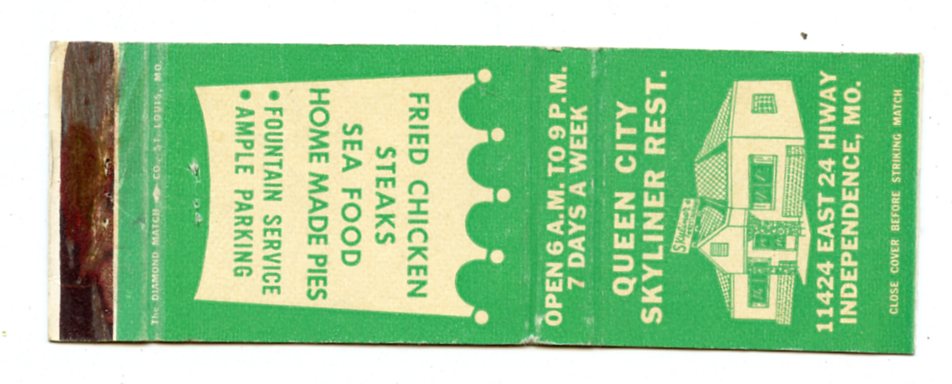 The DIAMOND MATCH CO., ST. LOUIS, MO.
FRIED CHICKEN
STEAKS
SEA FOOD
HOME MADE PIES
• FOUNTAIN SERVICE
• AMPLE PARKING
OPEN 6 A.M. TO 9 P.M.
7 DAYS A WEEK
QUEEN CITY
SKYLINER REST.
Skyliner
11424 EAST 24 HIWAY
INDEPENDENCE, MO.
CLOSE COVER BEFORE STRIKING MATCH